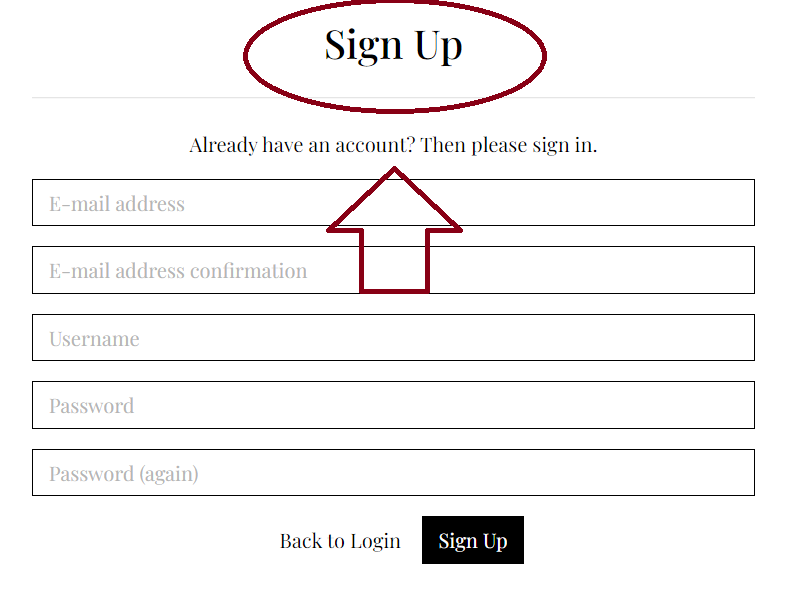 Sign Up
Already have an account? Then please sign in.
E-mail address
E-mail address confirmation
Username
Password
Password (again)
Back to Login Sign Up